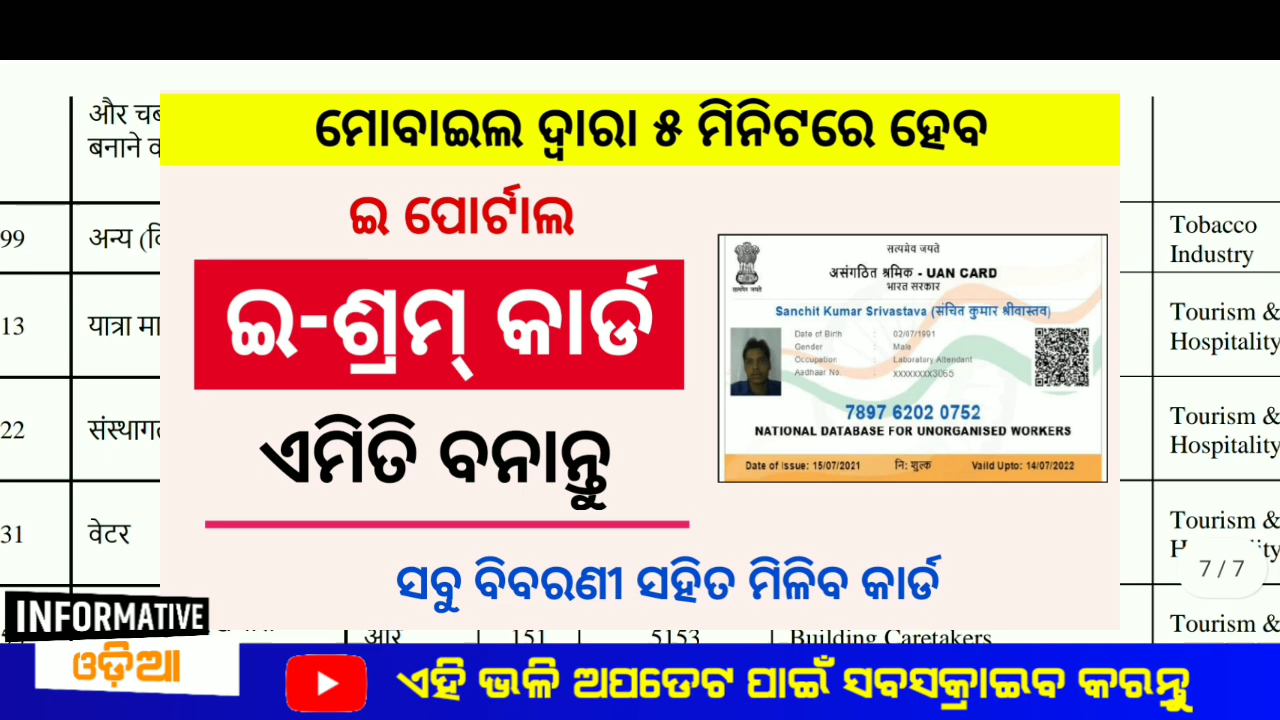 ମୋବାଇଲ ଦ୍ୱାରା ୫ ମିନିଟରେ ହେବ
ଇ ପୋର୍ଟାଲ
ଇ-ଶ୍ରମ୍ କାର୍ଡ
ଏମିତି ବନାନ୍ତୁ
ସବୁ ବିବରଣୀ ସହିତ ମିଳିବ କାର୍ଡ
सत्यमेव जयते
असंगठित श्रमिक - UAN CARD
भारत सरकार
Sanchit Kumar Srivastava (संचित कुमार श्रीवास्तव)
Date of Birth : 02/07/1991
Gender : Male
Occupation : Laboratory Attendant
Aadhaar No. : xxxxxxxx3065
7897 6202 0752
NATIONAL DATABASE FOR UNORGANISED WORKERS
Date of Issue: 15/07/2021 नि: शुल्क Vaild Upto: 14/07/2022
और
बनाने
99 अन्य Tobacco
Industry
13 यात्रा Tourism &
Hospitality
22 Tourism &
Hospitality
31 वेटर Tourism &
7 / 7
Tourism &
और 151 5153 Building Caretakers
INFORMATIVE
ଓଡ଼ିଆ
ଏହି ଭଳି ଅପଡେଟ ପାଇଁ ସବସକ୍ରାଇବ କରନ୍ତୁ